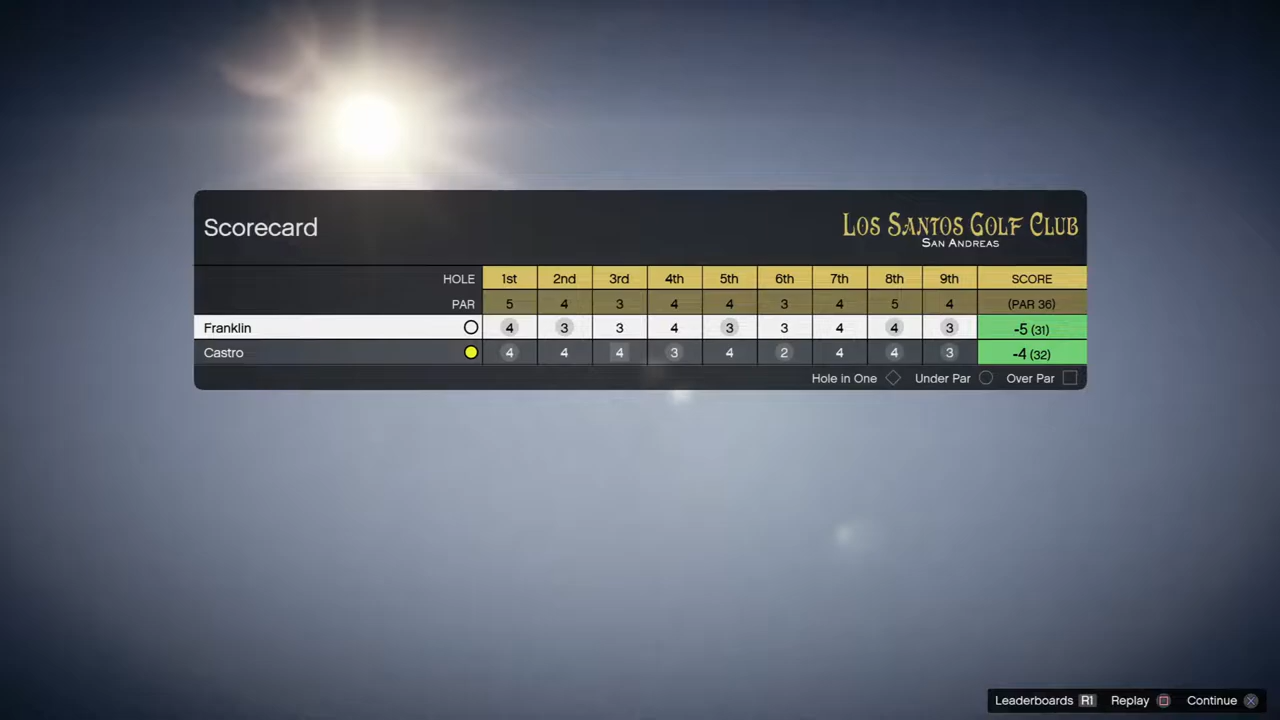 Scorecard
LOS SANTOS GOLF CLUB
SAN ANDREAS
HOLE 1st 2nd 3rd 4th 5th 6th 7th 8th 9th SCORE
PAR 5 4 3 4 4 3 4 5 4 (PAR 36)
Franklin 4 3 3 4 3 3 4 4 3 -5 (31)
Castro 4 4 4 3 4 2 4 4 3 -4 (32)
Hole in One Under Par Over Par
Leaderboards R1 Replay Continue